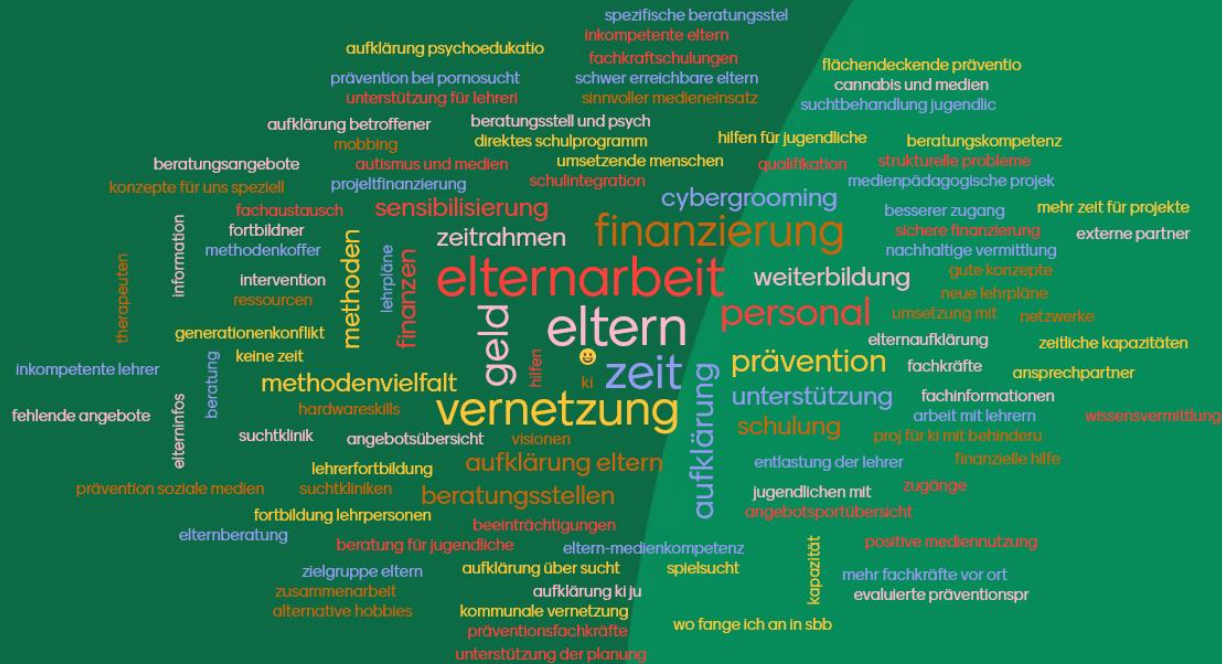 spezifische beratungsstel
inkompetente eltern
aufklärung psychoedukatio
fachkraftschulungen
flächendeckende präventio
prävention bei pornosucht
schwer erreichbare eltern
cannabis und medien
unterstützung für lehreri
sinnvoller medieneinsatz
suchtbehandlung jugendlic
aufklärung betroffener
beratungsstell und psych
mobbing
direktes schulprogramm
hilfen für jugendliche
beratungskompetenz
beratungsangebote
autismus und medien
umsetzende menschen
qualifikation
strukturelle probleme
konzepte für uns speziell
projeltfinanzierung
schulintegration
medienpädagogische projek
cybergrooming
fachaustausch
sensibilisierung
besserer zugang
mehr zeit für projekte
fortbildner
zeitrahmen
finanzierung
sichere finanzierung
externe partner
information
methodenkoffer
methoden
lehrpläne
finanzen
nachhaltige vermittlung
therapeuten
intervention
elternarbeit
weiterbildung
gute konzepte
ressourcen
neue lehrpläne
generationenkonflikt
geld
eltern
personal
umsetzung mit
netzwerke
keine zeit
elternaufklärung
zeitliche kapazitäten
inkompetente lehrer
beratung
hilfen
😀
prävention
fachkräfte
ansprechpartner
methodenvielfalt
ki
zeit
aufklärung
unterstützung
fachinformationen
fehlende angebote
elterninfos
hardwareskills
vernetzung
arbeit mit lehrern
wissensvermittlung
suchtklinik
angebotsübersicht
visionen
schulung
proj für ki mit behinderu
lehrerfortbildung
aufklärung eltern
entlastung der lehrer
finanzielle hilfe
prävention soziale medien
suchtkliniken
beratungsstellen
jugendlichen mit
zugänge
fortbildung lehrpersonen
angebotsportübersicht
elternberatung
beeinträchtigungen
beratung für jugendliche
eltern-medienkompetenz
kapazität
positive mediennutzung
zielgruppe eltern
aufklärung über sucht
spielsucht
mehr fachkräfte vor ort
zusammenarbeit
aufklärung ki ju
evaluierte präventionspr
alternative hobbies
kommunale vernetzung
präventionsfachkräfte
wo fange ich an in sbb
unterstützung der planung